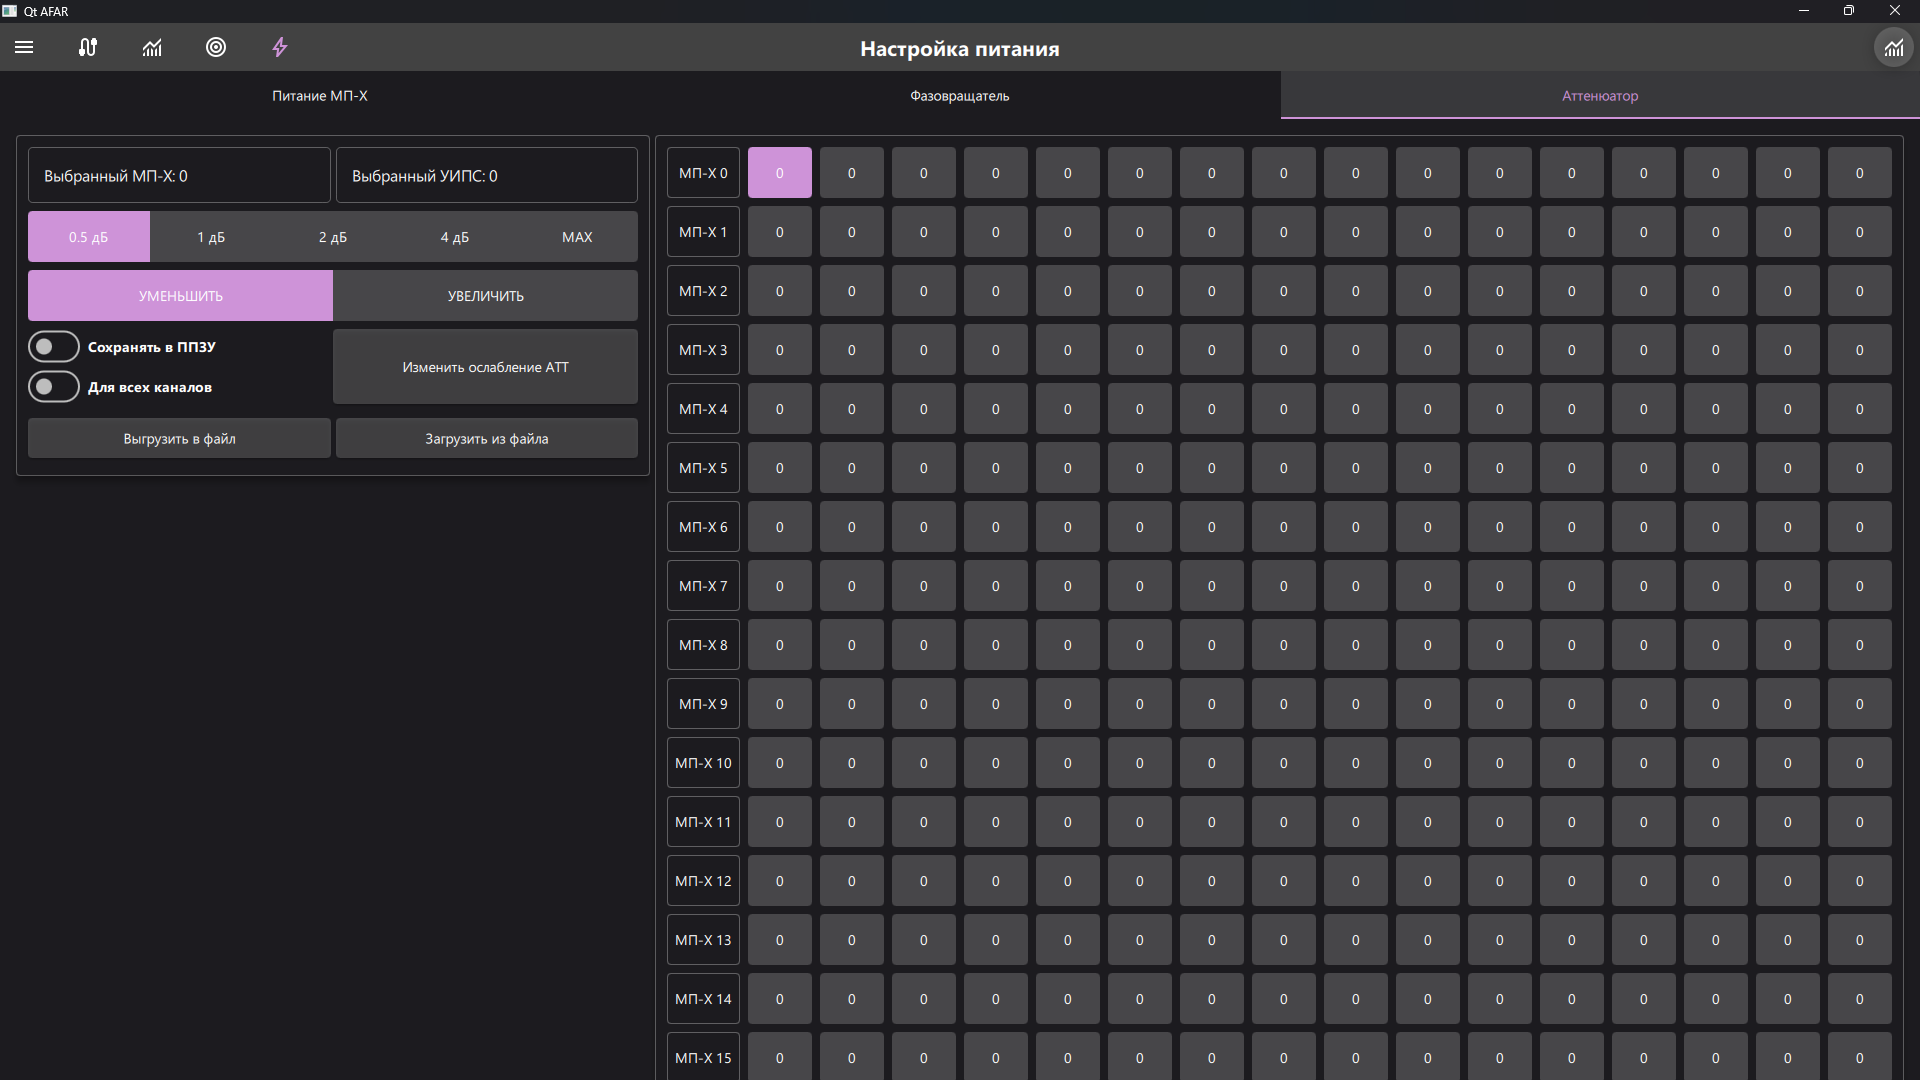 Qt AFAR
Настройка питания
Питание МП-Х
Фазовращатель
Аттенюатор
Выбранный МП-Х: 0
Выбранный УИПС: 0
0.5 дБ 1 дБ 2 дБ 4 дБ MAX
УМЕНЬШИТЬ УВЕЛИЧИТЬ
Сохранять в ППЗУ
Для всех каналов
Изменить ослабление АТТ
Выгрузить в файл
Загрузить из файла
МП-Х 0 0 0 0 0 0 0 0 0 0 0 0 0 0 0 0 0
МП-Х 1 0 0 0 0 0 0 0 0 0 0 0 0 0 0 0 0
МП-Х 2 0 0 0 0 0 0 0 0 0 0 0 0 0 0 0 0
МП-Х 3 0 0 0 0 0 0 0 0 0 0 0 0 0 0 0 0
МП-Х 4 0 0 0 0 0 0 0 0 0 0 0 0 0 0 0 0
МП-Х 5 0 0 0 0 0 0 0 0 0 0 0 0 0 0 0 0
МП-Х 6 0 0 0 0 0 0 0 0 0 0 0 0 0 0 0 0
МП-Х 7 0 0 0 0 0 0 0 0 0 0 0 0 0 0 0 0
МП-Х 8 0 0 0 0 0 0 0 0 0 0 0 0 0 0 0 0
МП-Х 9 0 0 0 0 0 0 0 0 0 0 0 0 0 0 0 0
МП-Х 10 0 0 0 0 0 0 0 0 0 0 0 0 0 0 0 0
МП-Х 11 0 0 0 0 0 0 0 0 0 0 0 0 0 0 0 0
МП-Х 12 0 0 0 0 0 0 0 0 0 0 0 0 0 0 0 0
МП-Х 13 0 0 0 0 0 0 0 0 0 0 0 0 0 0 0 0
МП-Х 14 0 0 0 0 0 0 0 0 0 0 0 0 0 0 0 0
МП-Х 15 0 0 0 0 0 0 0 0 0 0 0 0 0 0 0 0